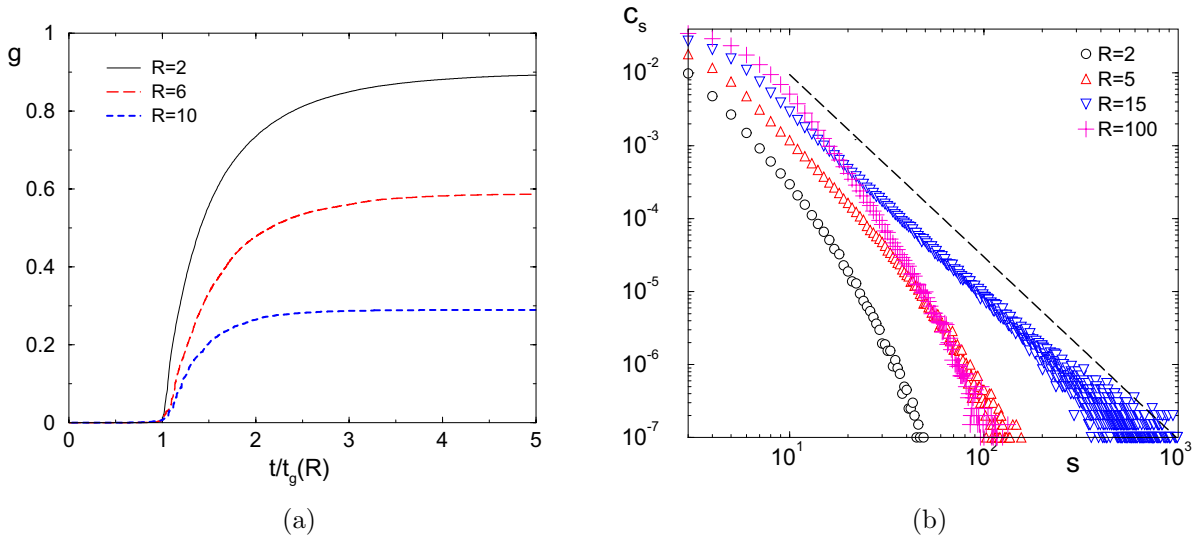 1
g
0.8
0.6
0.4
0.2
0
R=2
R=6
R=10
0 1 2 3 4 5
t/t_g(R)
(a)
c_s
10^-2
10^-3
10^-4
10^-5
10^-6
10^-7
R=2
R=5
R=15
R=100
10^1 10^2 s 10^3
(b)